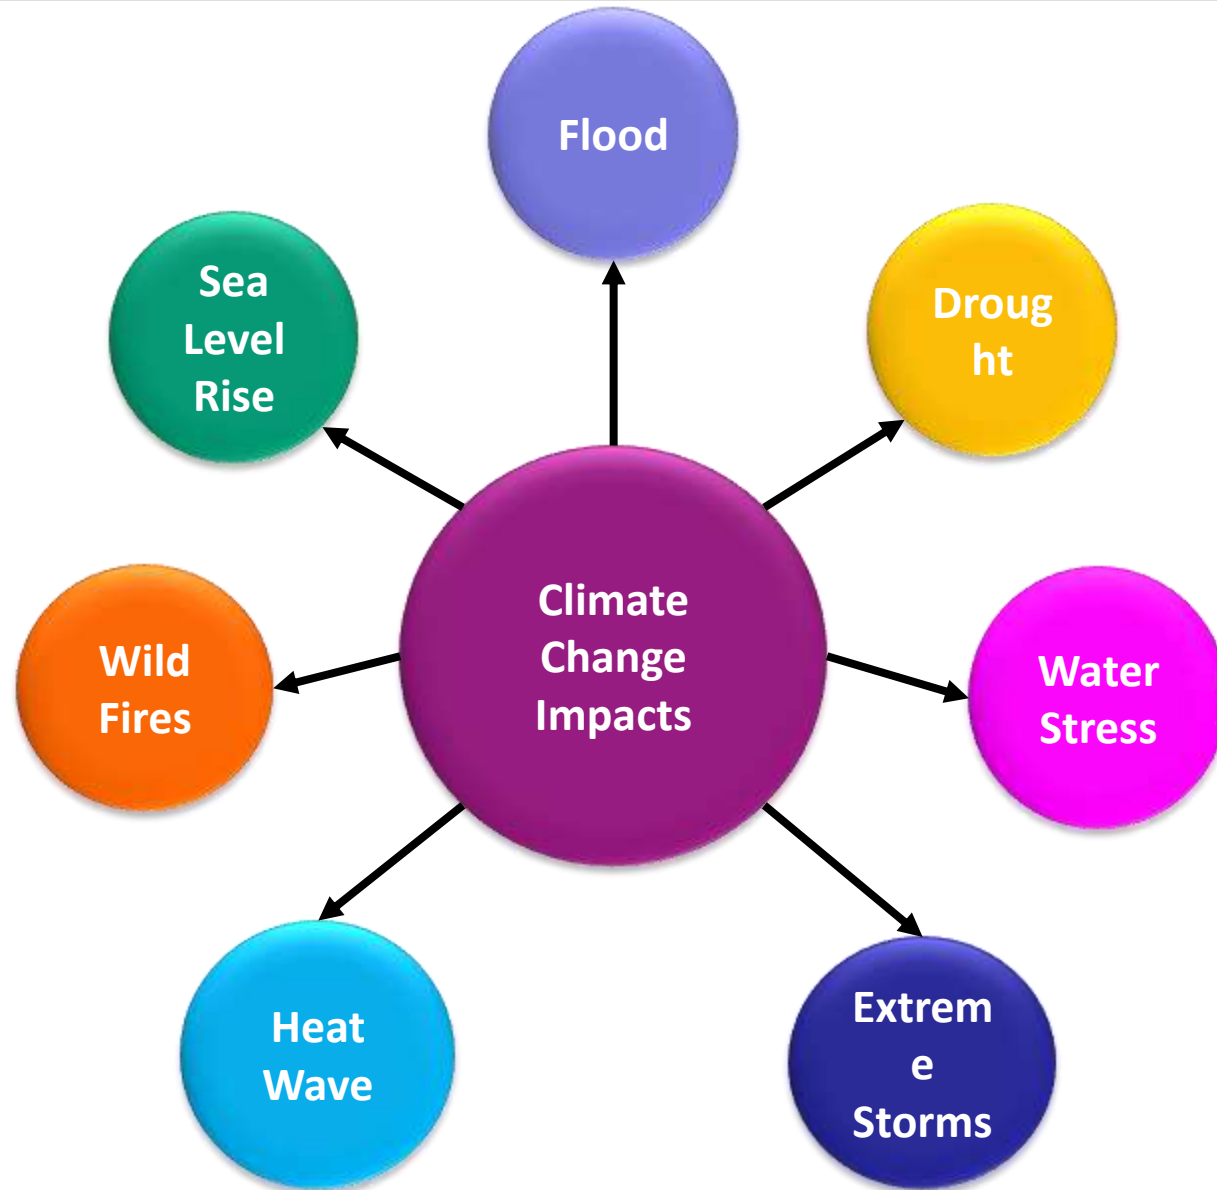 Flood
Sea
Level
Rise
Droug
ht
Climate
Change
Impacts
Wild
Fires
Water
Stress
Heat
Wave
Extrem
e
Storms